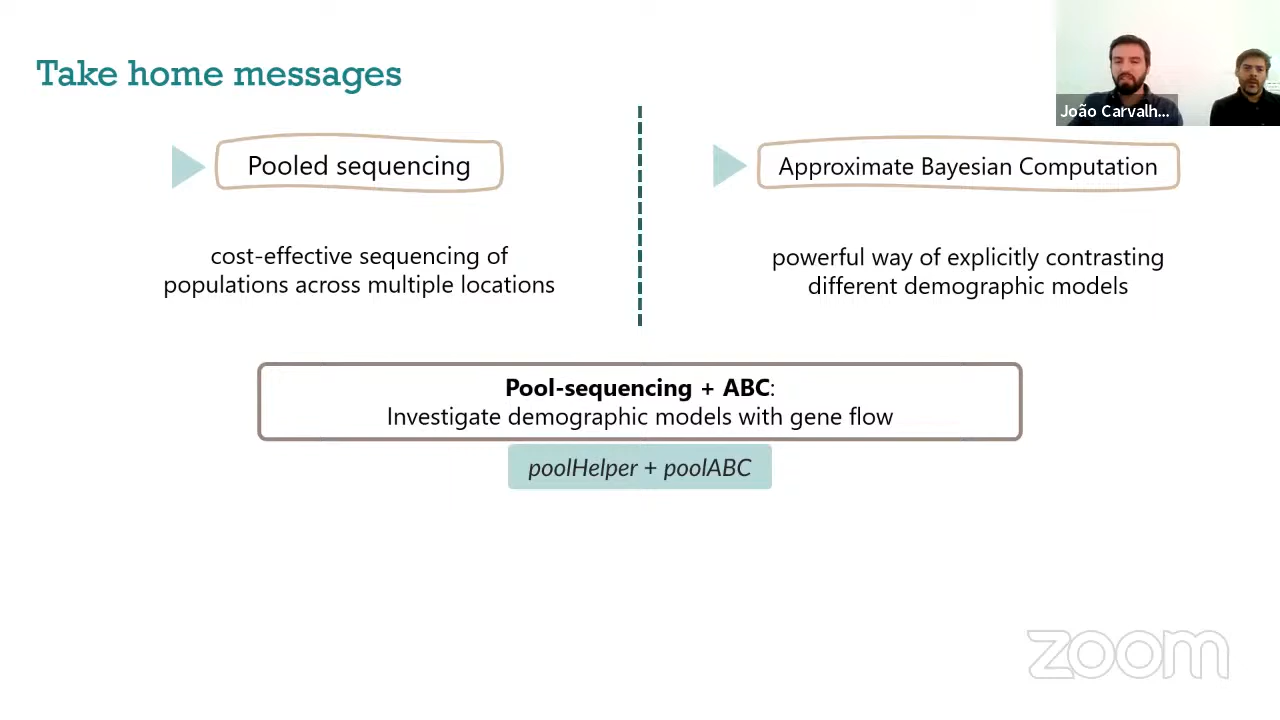 Take home messages
João Carvalh...
Pooled sequencing
Approximate Bayesian Computation
cost-effective sequencing of
populations across multiple locations
powerful way of explicitly contrasting
different demographic models
Pool-sequencing + ABC:
Investigate demographic models with gene flow
poolHelper + poolABC
zoom